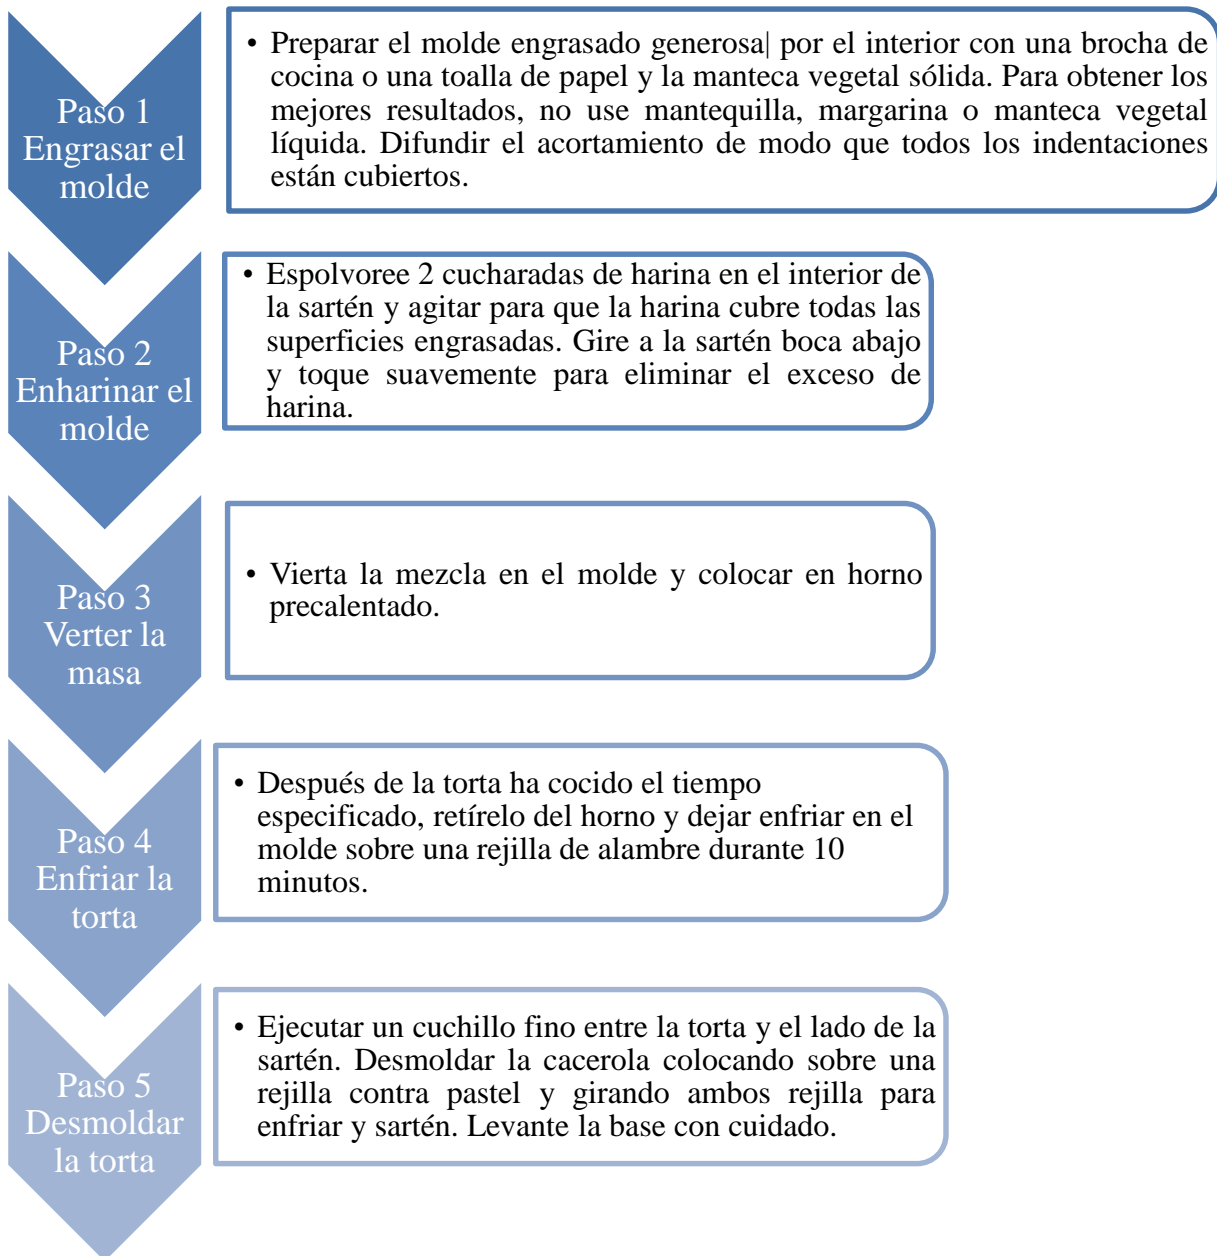 Paso 1
Engrasar el
molde
• Preparar el molde engrasado generosa| por el interior con una brocha de
cocina o una toalla de papel y la manteca vegetal sólida. Para obtener los
mejores resultados, no use mantequilla, margarina o manteca vegetal
líquida. Difundir el acortamiento de modo que todos los indentaciones
están cubiertos.
Paso 2
Enharinar el
molde
• Espolvoree 2 cucharadas de harina en el interior de
la sartén y agitar para que la harina cubre todas las
superficies engrasadas. Gire a la sartén boca abajo
y toque suavemente para eliminar el exceso de
harina.
Paso 3
Verter la
masa
• Vierta la mezcla en el molde y colocar en horno
precalentado.
Paso 4
Enfriar la
torta
• Después de la torta ha cocido el tiempo
especificado, retírelo del horno y dejar enfriar en el
molde sobre una rejilla de alambre durante 10
minutos.
Paso 5
Desmoldar
la torta
• Ejecutar un cuchillo fino entre la torta y el lado de la
sartén. Desmoldar la cacerola colocando sobre una
rejilla contra pastel y girando ambos rejilla para
enfriar y sartén. Levante la base con cuidado.